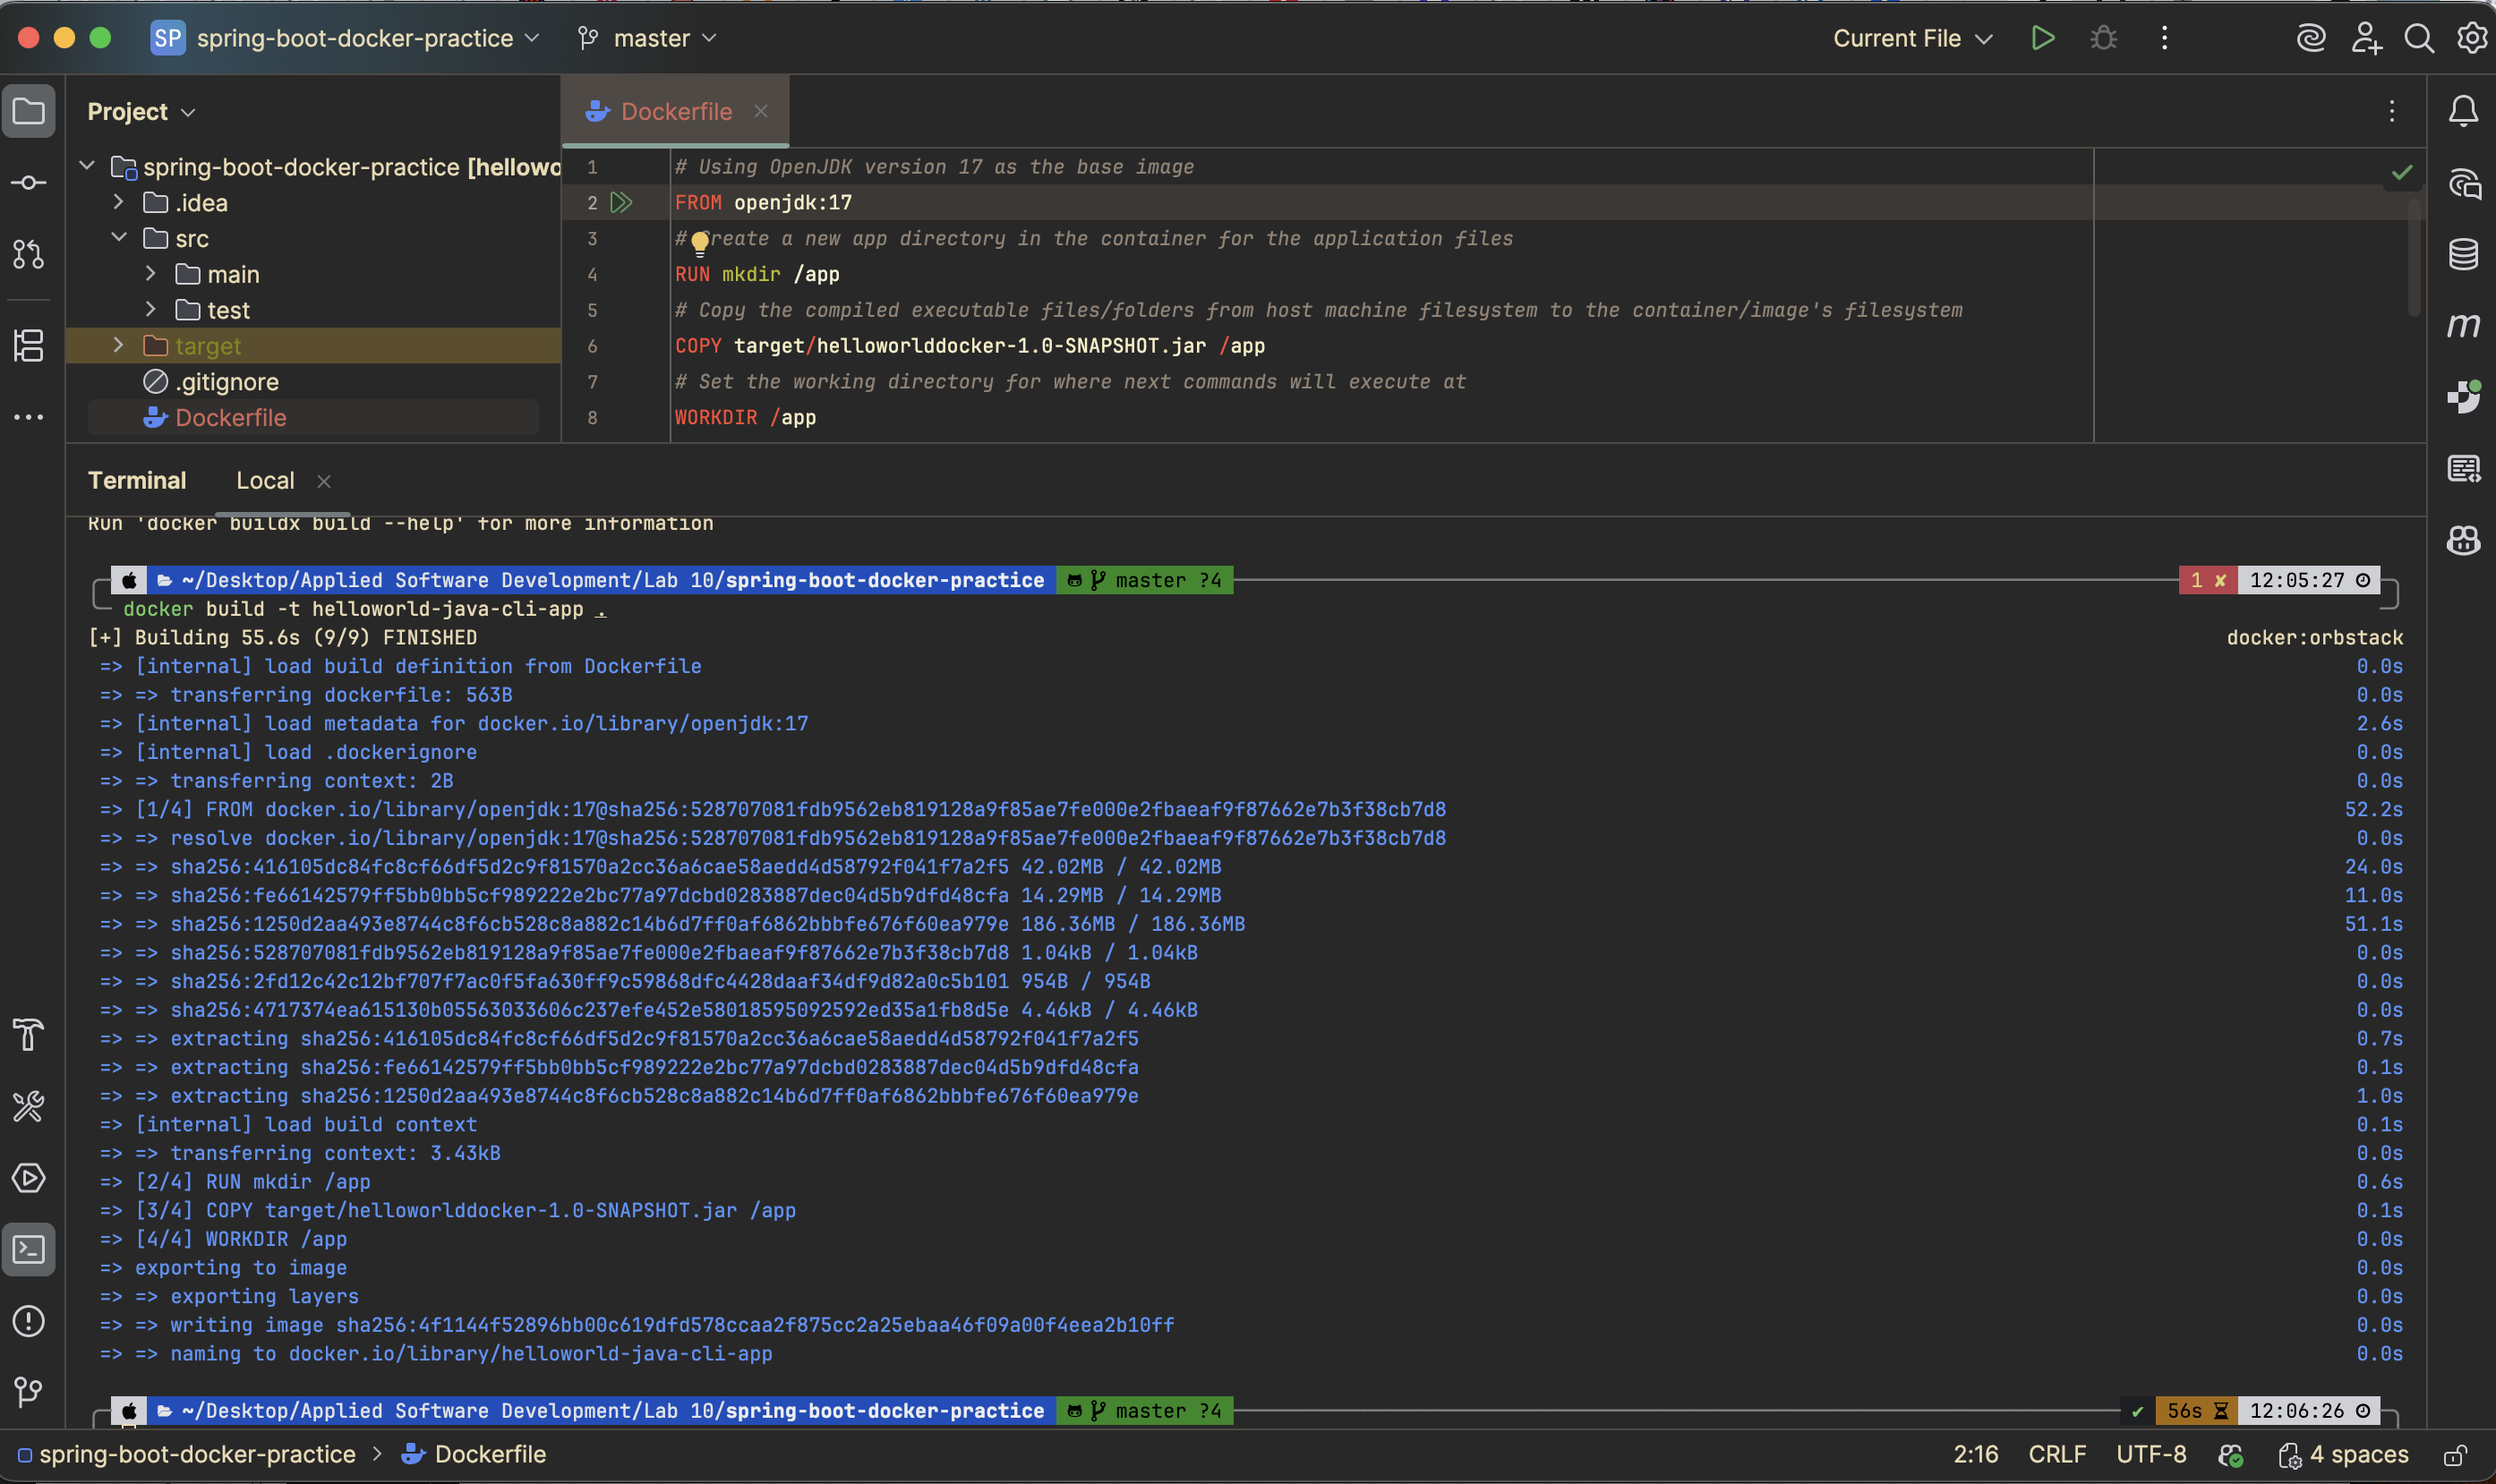 SP spring-boot-docker-practice master Current File
Project
Dockerfile
spring-boot-docker-practice [hellowo
.idea
src
main
test
target
.gitignore
Dockerfile
1 # Using OpenJDK version 17 as the base image
2 FROM openjdk:17
3 # Create a new app directory in the container for the application files
4 RUN mkdir /app
5 # Copy the compiled executable files/folders from host machine filesystem to the container/image's filesystem
6 COPY target/helloworlddocker-1.0-SNAPSHOT.jar /app
7 # Set the working directory for where next commands will execute at
8 WORKDIR /app
Terminal Local
Run 'docker buildx build --help' for more information
~/Desktop/Applied Software Development/Lab 10/spring-boot-docker-practice master ?4 1 ✘ 12:05:27
docker build -t helloworld-java-cli-app .
[+] Building 55.6s (9/9) FINISHED docker:orbstack
=> [internal] load build definition from Dockerfile 0.0s
=> => transferring dockerfile: 563B 0.0s
=> [internal] load metadata for docker.io/library/openjdk:17 2.6s
=> [internal] load .dockerignore 0.0s
=> => transferring context: 2B 0.0s
=> [1/4] FROM docker.io/library/openjdk:17@sha256:528707081fdb9562eb819128a9f85ae7fe000e2fbaeaf9f87662e7b3f38cb7d8 52.2s
=> => resolve docker.io/library/openjdk:17@sha256:528707081fdb9562eb819128a9f85ae7fe000e2fbaeaf9f87662e7b3f38cb7d8 0.0s
=> => sha256:416105dc84fc8cf66df5d2c9f81570a2cc36a6cae58aedd4d58792f041f7a2f5 42.02MB / 42.02MB 24.0s
=> => sha256:fe66142579ff5bb0bb5cf989222e2bc77a97dcbd0283887dec04d5b9dfd48cfa 14.29MB / 14.29MB 11.0s
=> => sha256:1250d2aa493e8744c8f6cb528c8a882c14b6d7ff0af6862bbbfe676f60ea979e 186.36MB / 186.36MB 51.1s
=> => sha256:528707081fdb9562eb819128a9f85ae7fe000e2fbaeaf9f87662e7b3f38cb7d8 1.04kB / 1.04kB 0.0s
=> => sha256:2fd12c42c12bf707f7ac0f5fa630ff9c59868dfc4428daaf34df9d82a0c5b101 954B / 954B 0.0s
=> => sha256:4717374ea615130b05563033606c237efe452e58018595092592ed35a1fb8d5e 4.46kB / 4.46kB 0.0s
=> => extracting sha256:416105dc84fc8cf66df5d2c9f81570a2cc36a6cae58aedd4d58792f041f7a2f5 0.7s
=> => extracting sha256:fe66142579ff5bb0bb5cf989222e2bc77a97dcbd0283887dec04d5b9dfd48cfa 0.1s
=> => extracting sha256:1250d2aa493e8744c8f6cb528c8a882c14b6d7ff0af6862bbbfe676f60ea979e 1.0s
=> [internal] load build context 0.1s
=> => transferring context: 3.43kB 0.0s
=> [2/4] RUN mkdir /app 0.6s
=> [3/4] COPY target/helloworlddocker-1.0-SNAPSHOT.jar /app 0.1s
=> [4/4] WORKDIR /app 0.0s
=> exporting to image 0.0s
=> => exporting layers 0.0s
=> => writing image sha256:4f1144f52896bb00c619dfd578ccaa2f875cc2a25ebaa46f09a00f4eea2b10ff 0.0s
=> => naming to docker.io/library/helloworld-java-cli-app 0.0s
~/Desktop/Applied Software Development/Lab 10/spring-boot-docker-practice master ?4 ✔ 56s 12:06:26
spring-boot-docker-practice > Dockerfile 2:16 CRLF UTF-8 4 spaces